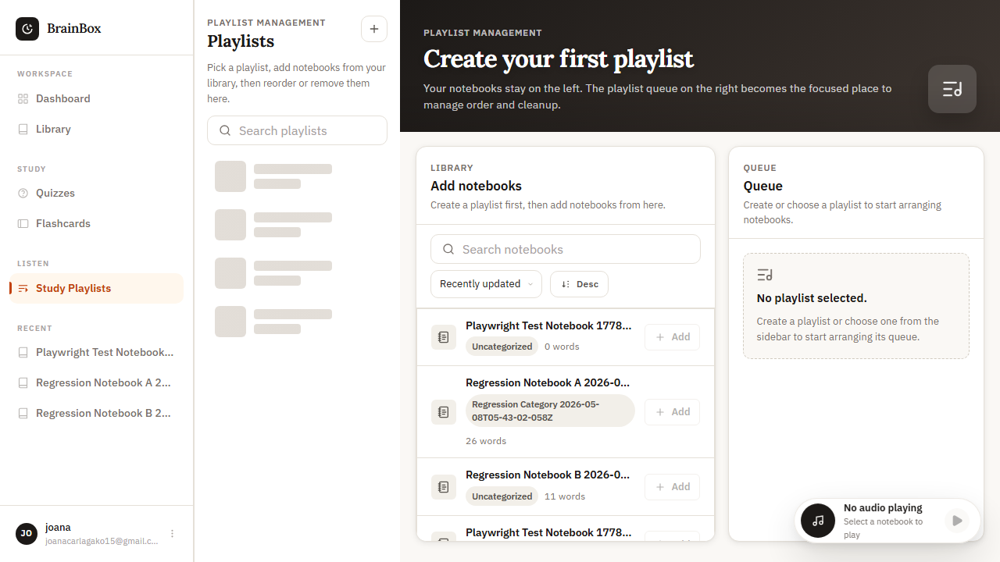 BrainBox
WORKSPACE
Dashboard
Library
STUDY
Quizzes
Flashcards
LISTEN
Study Playlists
RECENT
Playwright Test Notebook...
Regression Notebook A 2...
Regression Notebook B 2...
JO
joana
joanacarlagako15@gmail.c...
PLAYLIST MANAGEMENT
Playlists
Pick a playlist, add notebooks from your
library, then reorder or remove them
here.
Search playlists
PLAYLIST MANAGEMENT
Create your first playlist
Your notebooks stay on the left. The playlist queue on the right becomes the focused place to
manage order and cleanup.
LIBRARY
Add notebooks
Create a playlist first, then add notebooks from here.
Search notebooks
Recently updated
Desc
Playwright Test Notebook 1778...
Uncategorized 0 words
Add
Regression Notebook A 2026-0...
Regression Category 2026-05-
08T05-43-02-058Z
26 words
Add
Regression Notebook B 2026-0...
Uncategorized 11 words
Add
Playwright Test Notebook 1778...
QUEUE
Queue
Create or choose a playlist to start arranging
notebooks.
No playlist selected.
Create a playlist or choose one from the
sidebar to start arranging its queue.
No audio playing
Select a notebook to
play